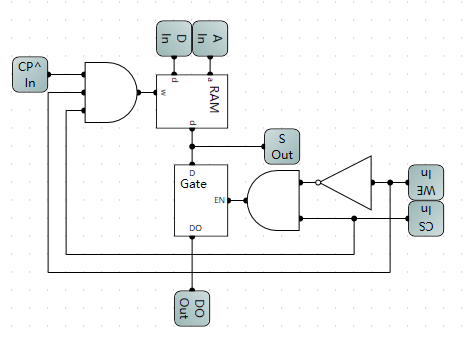 D
In
A
In
CP^
In
d
a
w
RAM
d
S
Out
D
Gate
EN
DO
In
WE
In
CS
DO
Out